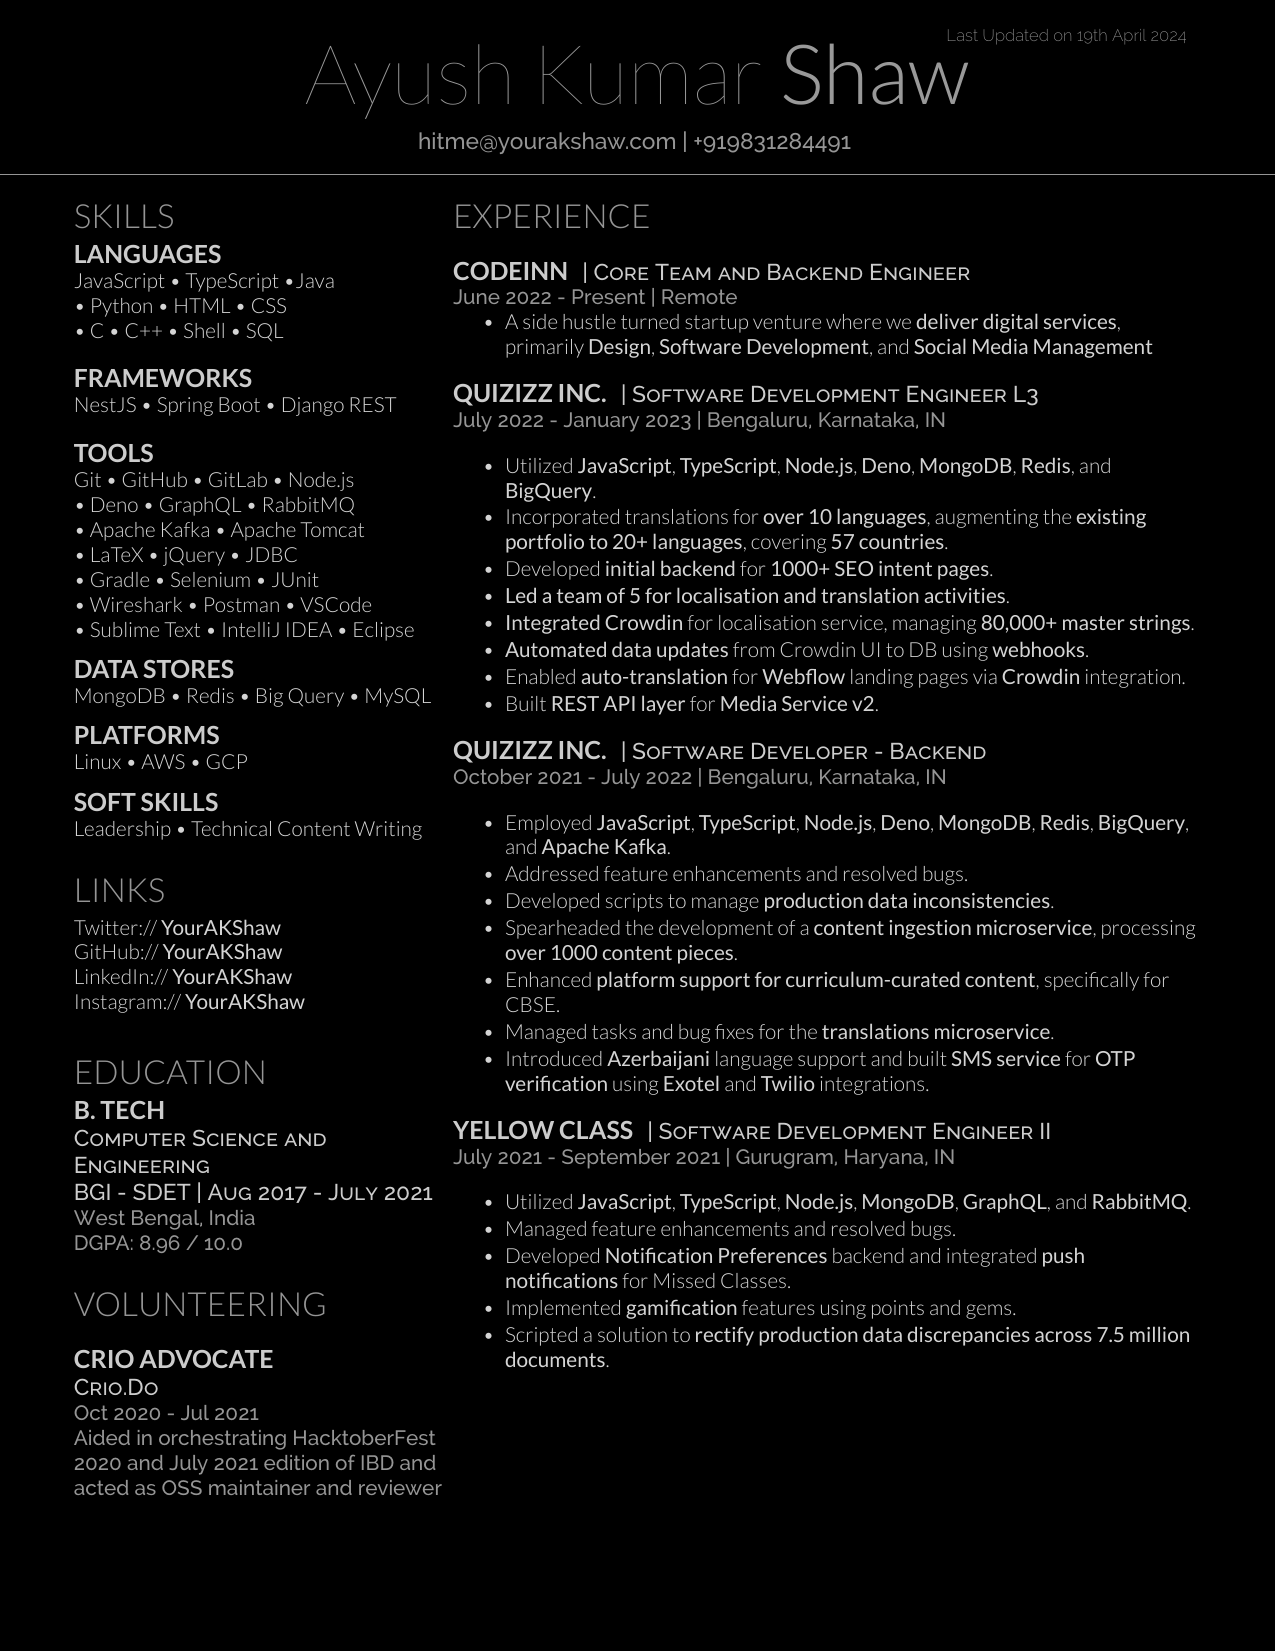 Last Updated on 19th April 2024
Ayush Kumar Shaw
hitme@yourakshaw.com | +919831284491
SKILLS
LANGUAGES
JavaScript • TypeScript •Java
• Python • HTML • CSS
• C • C++ • Shell • SQL
FRAMEWORKS
NestJS • Spring Boot • Django REST
TOOLS
Git • GitHub • GitLab • Node.js
• Deno • GraphQL • RabbitMQ
• Apache Kafka • Apache Tomcat
• LaTeX • jQuery • JDBC
• Gradle • Selenium • JUnit
• Wireshark • Postman • VSCode
• Sublime Text • IntelliJ IDEA • Eclipse
DATA STORES
MongoDB • Redis • Big Query • MySQL
PLATFORMS
Linux • AWS • GCP
SOFT SKILLS
Leadership • Technical Content Writing
LINKS
Twitter:// YourAKShaw
GitHub:// YourAKShaw
LinkedIn:// YourAKShaw
Instagram:// YourAKShaw
EDUCATION
B. TECH
Computer Science and
Engineering
BGI - SDET | Aug 2017 - July 2021
West Bengal, India
DGPA: 8.96 / 10.0
VOLUNTEERING
CRIO ADVOCATE
Crio.Do
Oct 2020 - Jul 2021
Aided in orchestrating HacktoberFest
2020 and July 2021 edition of IBD and
acted as OSS maintainer and reviewer
EXPERIENCE
CODEINN | Core Team and Backend Engineer
June 2022 - Present | Remote
• A side hustle turned startup venture where we deliver digital services,
primarily Design, Software Development, and Social Media Management
QUIZIZZ INC. | Software Development Engineer L3
July 2022 - January 2023 | Bengaluru, Karnataka, IN
• Utilized JavaScript, TypeScript, Node.js, Deno, MongoDB, Redis, and
BigQuery.
• Incorporated translations for over 10 languages, augmenting the existing
portfolio to 20+ languages, covering 57 countries.
• Developed initial backend for 1000+ SEO intent pages.
• Led a team of 5 for localisation and translation activities.
• Integrated Crowdin for localisation service, managing 80,000+ master strings.
• Automated data updates from Crowdin UI to DB using webhooks.
• Enabled auto-translation for Webflow landing pages via Crowdin integration.
• Built REST API layer for Media Service v2.
QUIZIZZ INC. | Software Developer - Backend
October 2021 - July 2022 | Bengaluru, Karnataka, IN
• Employed JavaScript, TypeScript, Node.js, Deno, MongoDB, Redis, BigQuery,
and Apache Kafka.
• Addressed feature enhancements and resolved bugs.
• Developed scripts to manage production data inconsistencies.
• Spearheaded the development of a content ingestion microservice, processing
over 1000 content pieces.
• Enhanced platform support for curriculum-curated content, specifically for
CBSE.
• Managed tasks and bug fixes for the translations microservice.
• Introduced Azerbaijani language support and built SMS service for OTP
verification using Exotel and Twilio integrations.
YELLOW CLASS | Software Development Engineer II
July 2021 - September 2021 | Gurugram, Haryana, IN
• Utilized JavaScript, TypeScript, Node.js, MongoDB, GraphQL, and RabbitMQ.
• Managed feature enhancements and resolved bugs.
• Developed Notification Preferences backend and integrated push
notifications for Missed Classes.
• Implemented gamification features using points and gems.
• Scripted a solution to rectify production data discrepancies across 7.5 million
documents.